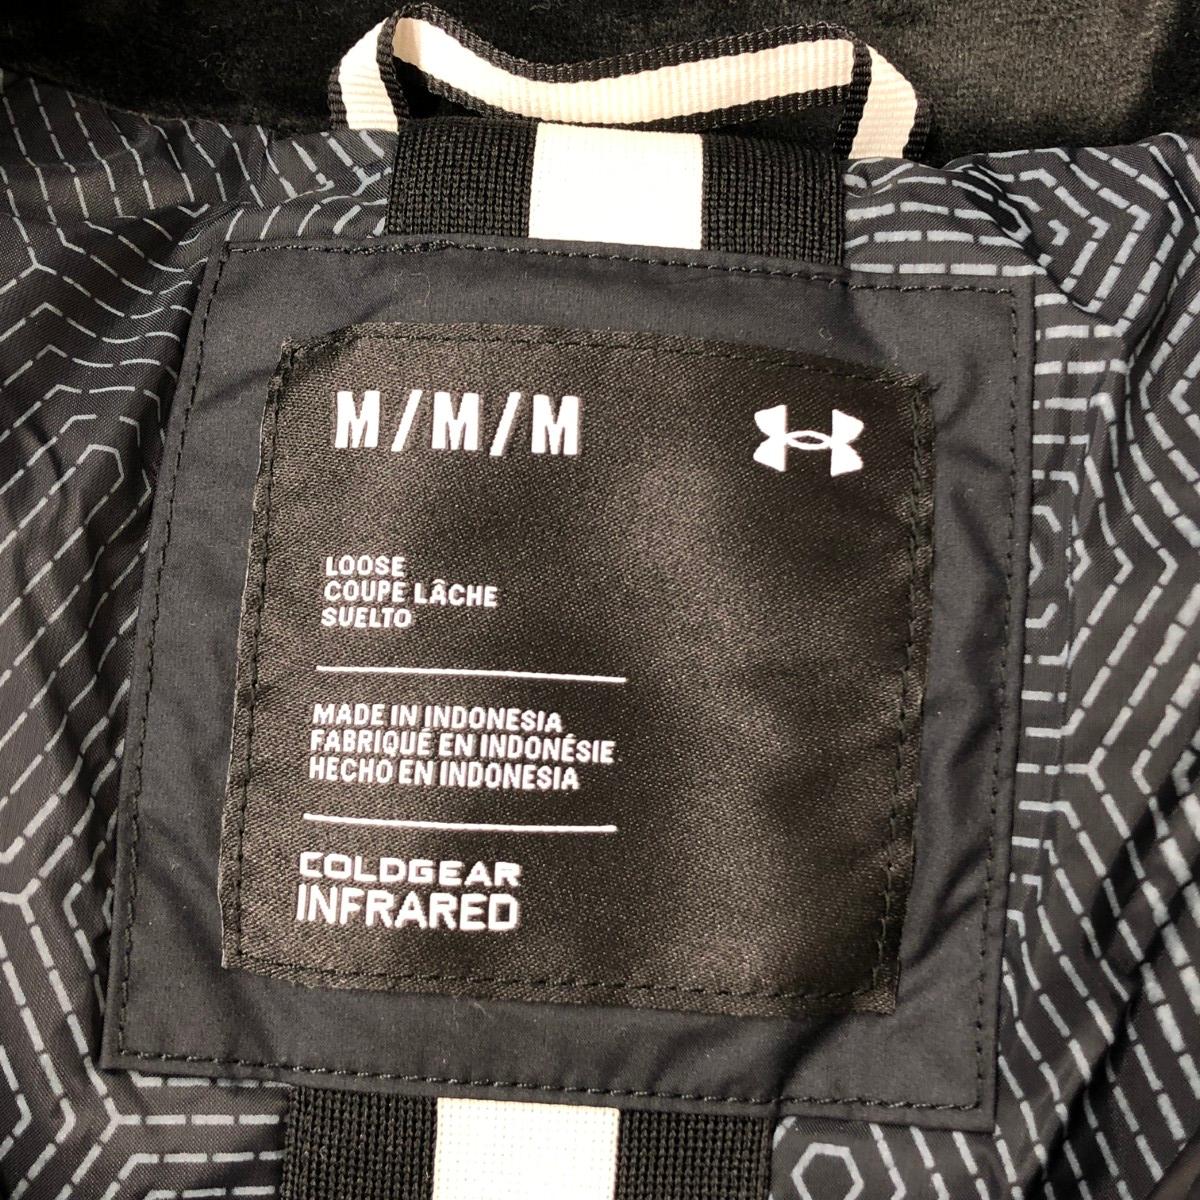 M/M/M
LOOSE
COUPE LÂCHE
SUELTO
MADE IN INDONESIA
FABRIQUÉ EN INDONÉSIE
HECHO EN INDONESIA
COLDGEAR
INFRARED